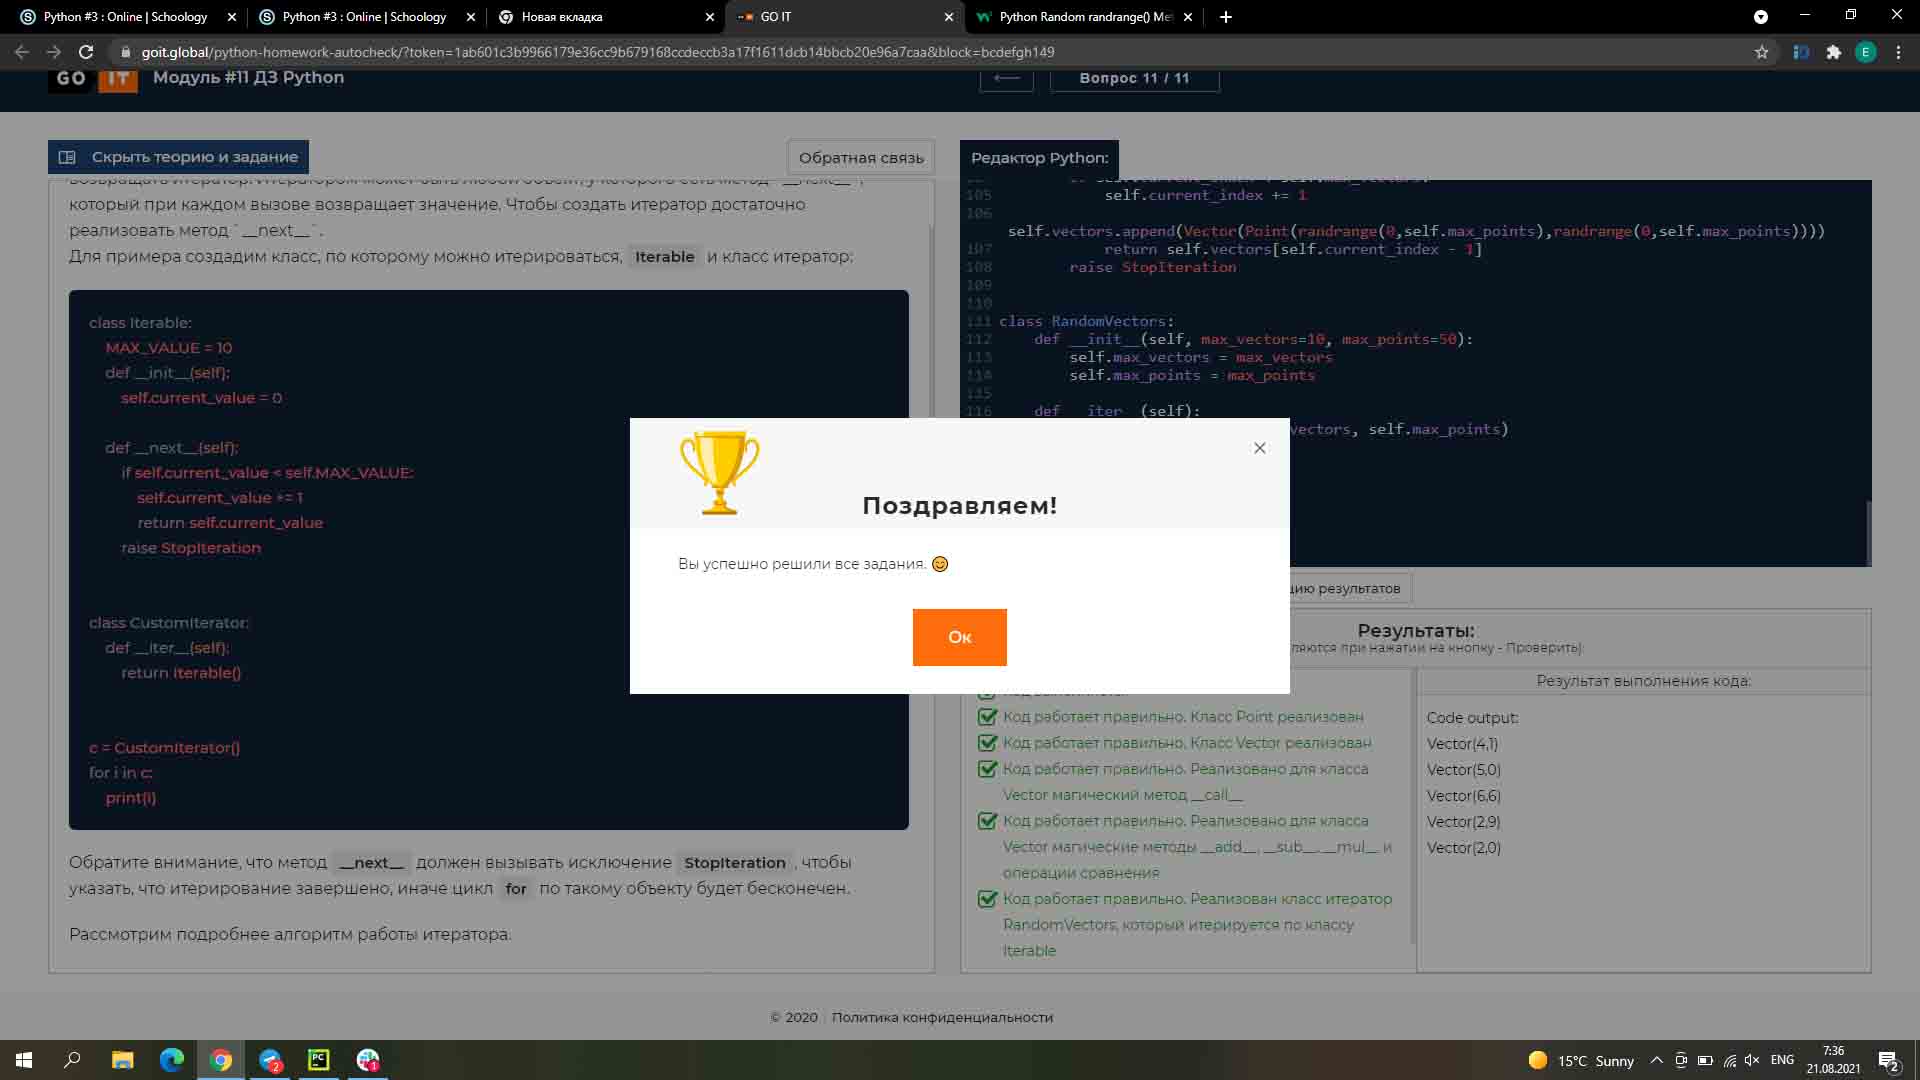 Python #3 : Online | Schoology
Python #3 : Online | Schoology
Новая вкладка
GO IT
Python Random randrange() Me
goit.global/python-homework-autocheck/?token=1ab601c3b9966179e36cc9b679168ccdeccb3a17f1611dcb14bbcb20e96a7caa&block=bcdefgh149
E
GO IT
Модуль #11 ДЗ Python
Вопрос 11 / 11
Скрыть теорию и задание
Обратная связь
который при каждом вызове возвращает значение. Чтобы создать итератор достаточно
реализовать метод `__next__`.
Для примера создадим класс, по которому можно итерироваться, Iterable и класс итератор:
class Iterable:
MAX_VALUE = 10
def __init__(self):
self.current_value = 0
def __next__(self):
if self.current_value < self.MAX_VALUE:
self.current_value += 1
return self.current_value
raise StopIteration
class CustomIterator:
def __iter__(self):
return Iterable()
c = CustomIterator()
for i in c:
print(i)
Обратите внимание, что метод __next__ должен вызывать исключение StopIteration, чтобы
указать, что итерирование завершено, иначе цикл for по такому объекту будет бесконечен.
Рассмотрим подробнее алгоритм работы итератора.
Редактор Python:
105 self.current_index += 1
106
self.vectors.append(Vector(Point(randrange(0,self.max_points),randrange(0,self.max_points))))
107 return self.vectors[self.current_index - 1]
108 raise StopIteration
109
110
111 class RandomVectors:
112 def __init__(self, max_vectors=10, max_points=50):
113 self.max_vectors = max_vectors
114 self.max_points = max_points
115
116 def __iter__(self):
vectors, self.max_points)
Поздравляем!
Вы успешно решили все задания. 😊
Ок
цию результатов
Результаты:
ляются при нажатии на кнопку - Проверить):
Код работает правильно. Класс Point реализован
Код работает правильно. Класс Vector реализован
Код работает правильно. Реализовано для класса
Vector магический метод __call__
Код работает правильно. Реализовано для класса
Vector магические методы __add__, __sub__, __mul__ и
операции сравнения
Код работает правильно. Реализован класс итератор
RandomVectors, который итерируется по классу
Iterable
Результат выполнения кода:
Code output:
Vector(4,1)
Vector(5,0)
Vector(6,6)
Vector(2,9)
Vector(2,0)
© 2020 | Политика конфиденциальности
2
PC
1
15°C Sunny
ENG
7:36
21.08.2021
2